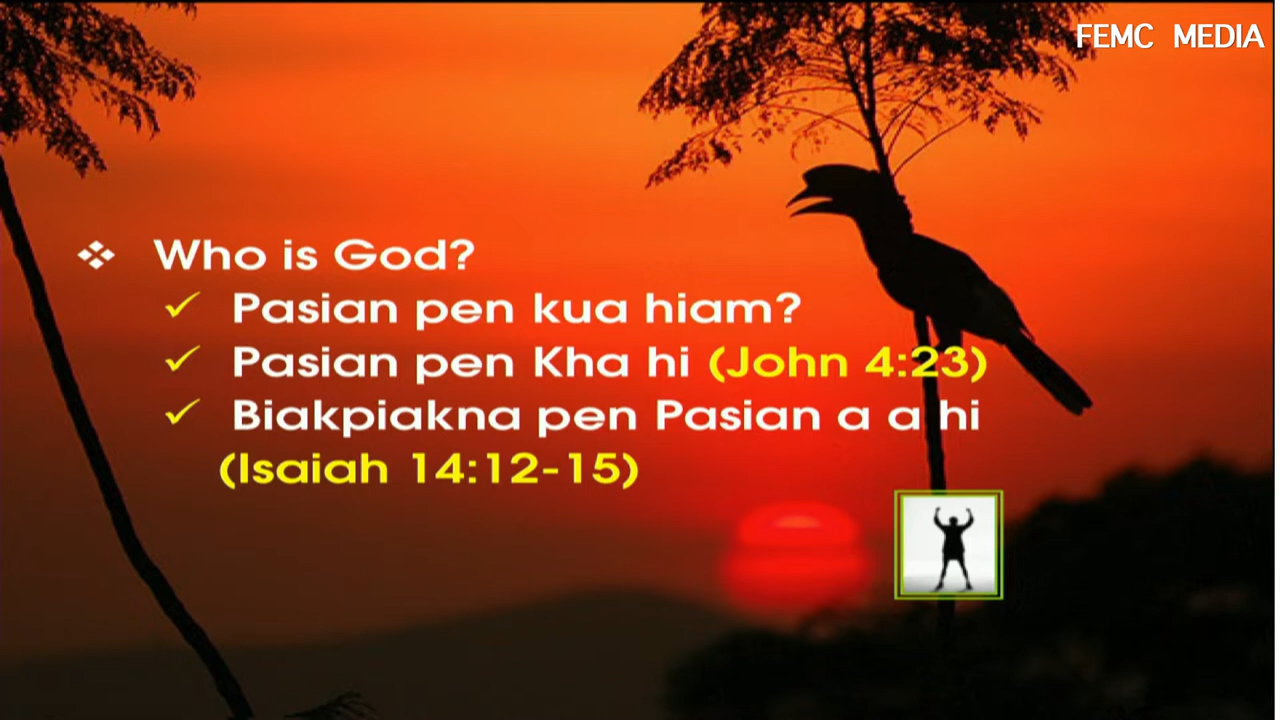 FEMC MEDIA
Who is God?
Pasian pen kua hiam?
Pasian pen Kha hi (John 4:23)
Biakpiakna pen Pasian a a hi
(Isaiah 14:12-15)